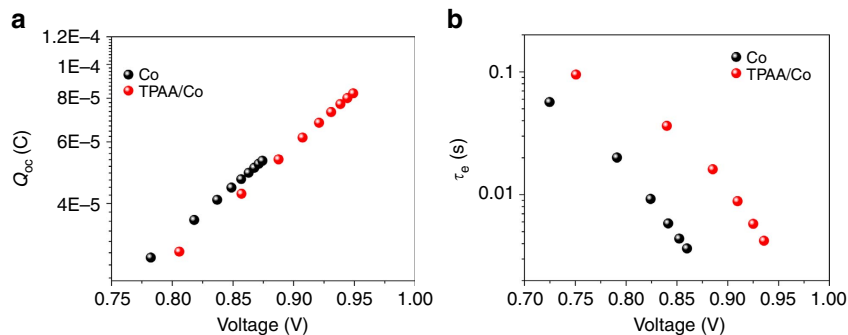 a
1.2E–4
1E–4
8E–5
6E–5
4E–5
Q_oc (C)
Co
TPAA/Co
0.75 0.80 0.85 0.90 0.95 1.00
Voltage (V)
b
0.1
0.01
τ_e (s)
Co
TPAA/Co
0.70 0.75 0.80 0.85 0.90 0.95 1.00
Voltage (V)